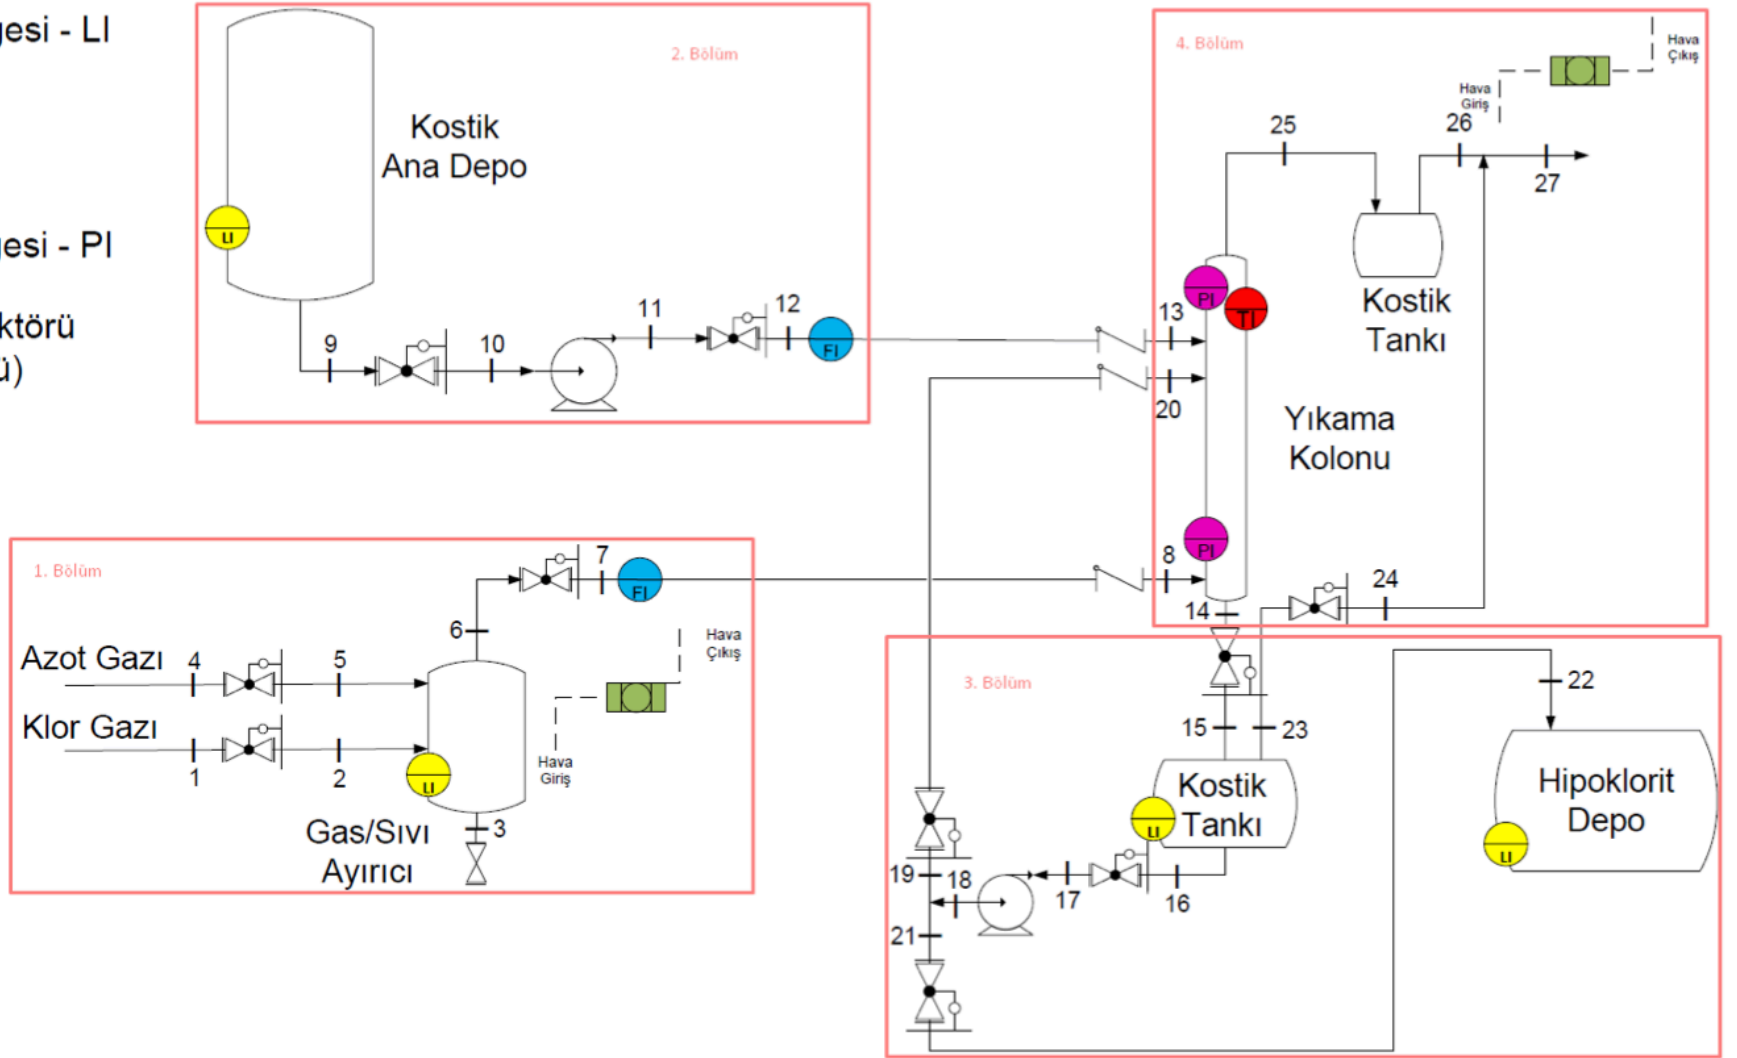 gesi - LI
gesi - PI
ktörü
ü)
2. Bölüm
Kostik
Ana Depo
LI
9
10
11
12
FI
4. Bölüm
Hava
Çıkış
Hava
Giriş
25
26
27
13
20
PI
TI
Kostik
Tankı
Yıkama
Kolonu
PI
8
14
24
1. Bölüm
7
FI
6
Hava
Çıkış
Azot Gazı
4
5
Klor Gazı
1
2
LI
Hava
Giriş
Gas/Sıvı
Ayırıcı
3
3. Bölüm
22
15
23
Kostik
Tankı
LI
Hipoklorit
Depo
LI
19
18
17
16
21